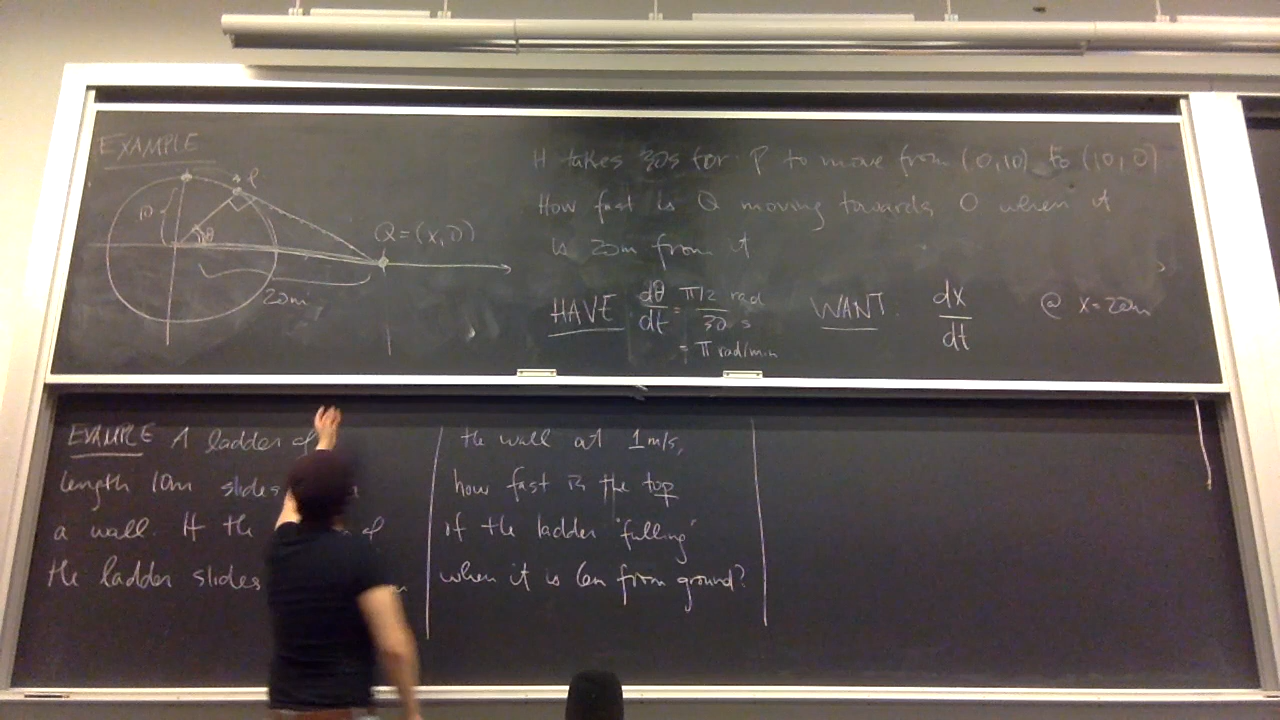 EXAMPLE
P
10
θ
Q=(x,0)
20m
It takes 30s for P to move from (0,10) to (10,0)
How fast is Q moving towards O when it
is 20m from it
HAVE dθ/dt = π/2 rad / 30 s
= π rad/min
WANT. dx/dt @ x=20m
EXAMPLE A ladder of
length 10m slides
a wall. If the of
the ladder slides
the wall at 1m/s,
how fast is the top
of the ladder "falling"
when it is 6m from ground?